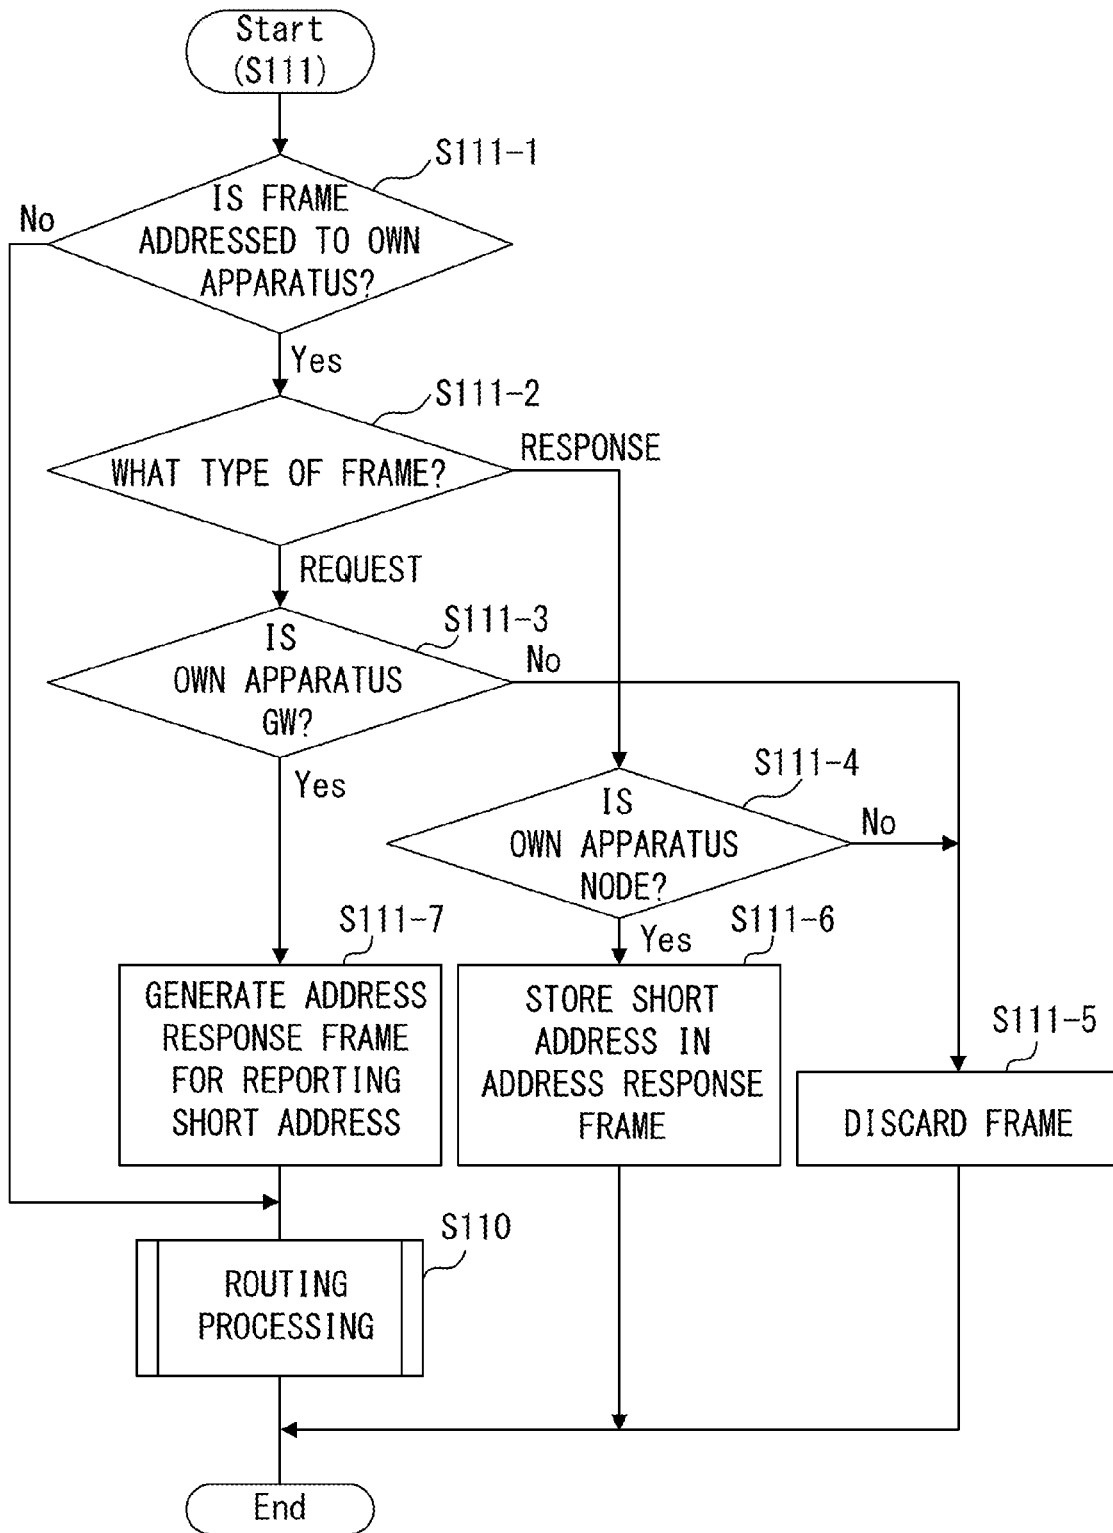 Start
(S111)
S111-1
IS FRAME
ADDRESSED TO OWN
APPARATUS?
No
Yes
S111-2
WHAT TYPE OF FRAME?
RESPONSE
REQUEST
S111-3
IS
OWN APPARATUS
GW?
No
Yes
S111-4
IS
OWN APPARATUS
NODE?
No
Yes
S111-7
GENERATE ADDRESS
RESPONSE FRAME
FOR REPORTING
SHORT ADDRESS
S111-6
STORE SHORT
ADDRESS IN
ADDRESS RESPONSE
FRAME
S111-5
DISCARD FRAME
S110
ROUTING
PROCESSING
End